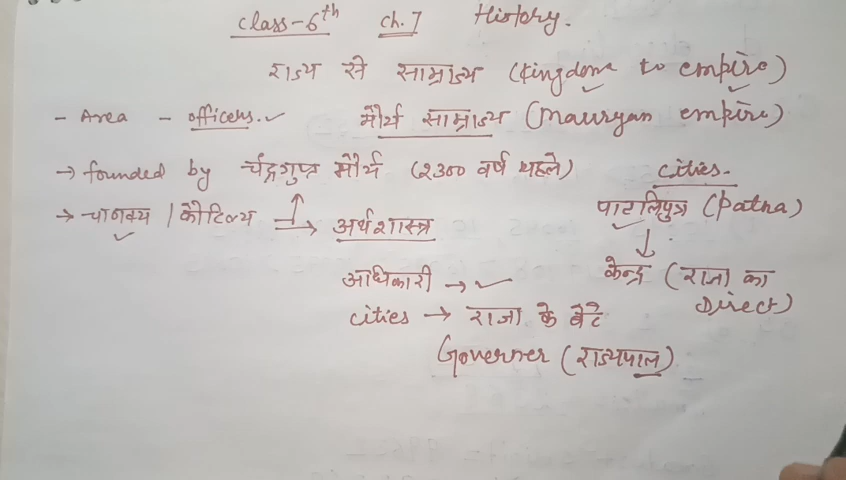 class-6th ch. 7 History.
राज्य से साम्राज्य (kingdom to empire)
- Area - officers. मौर्य साम्राज्य (Mauryan empire)
→ founded by चंद्रगुप्त मौर्य (२३०० वर्ष पहले)
cities.
→ चाणक्य / कौटिल्य → अर्थशास्त्र
पाटलिपुत्र (Patna)
↓
अधिकारी →
केन्द्र (राजा का Direct)
cities → राजा के बेटे
Governer (राज्यपाल)